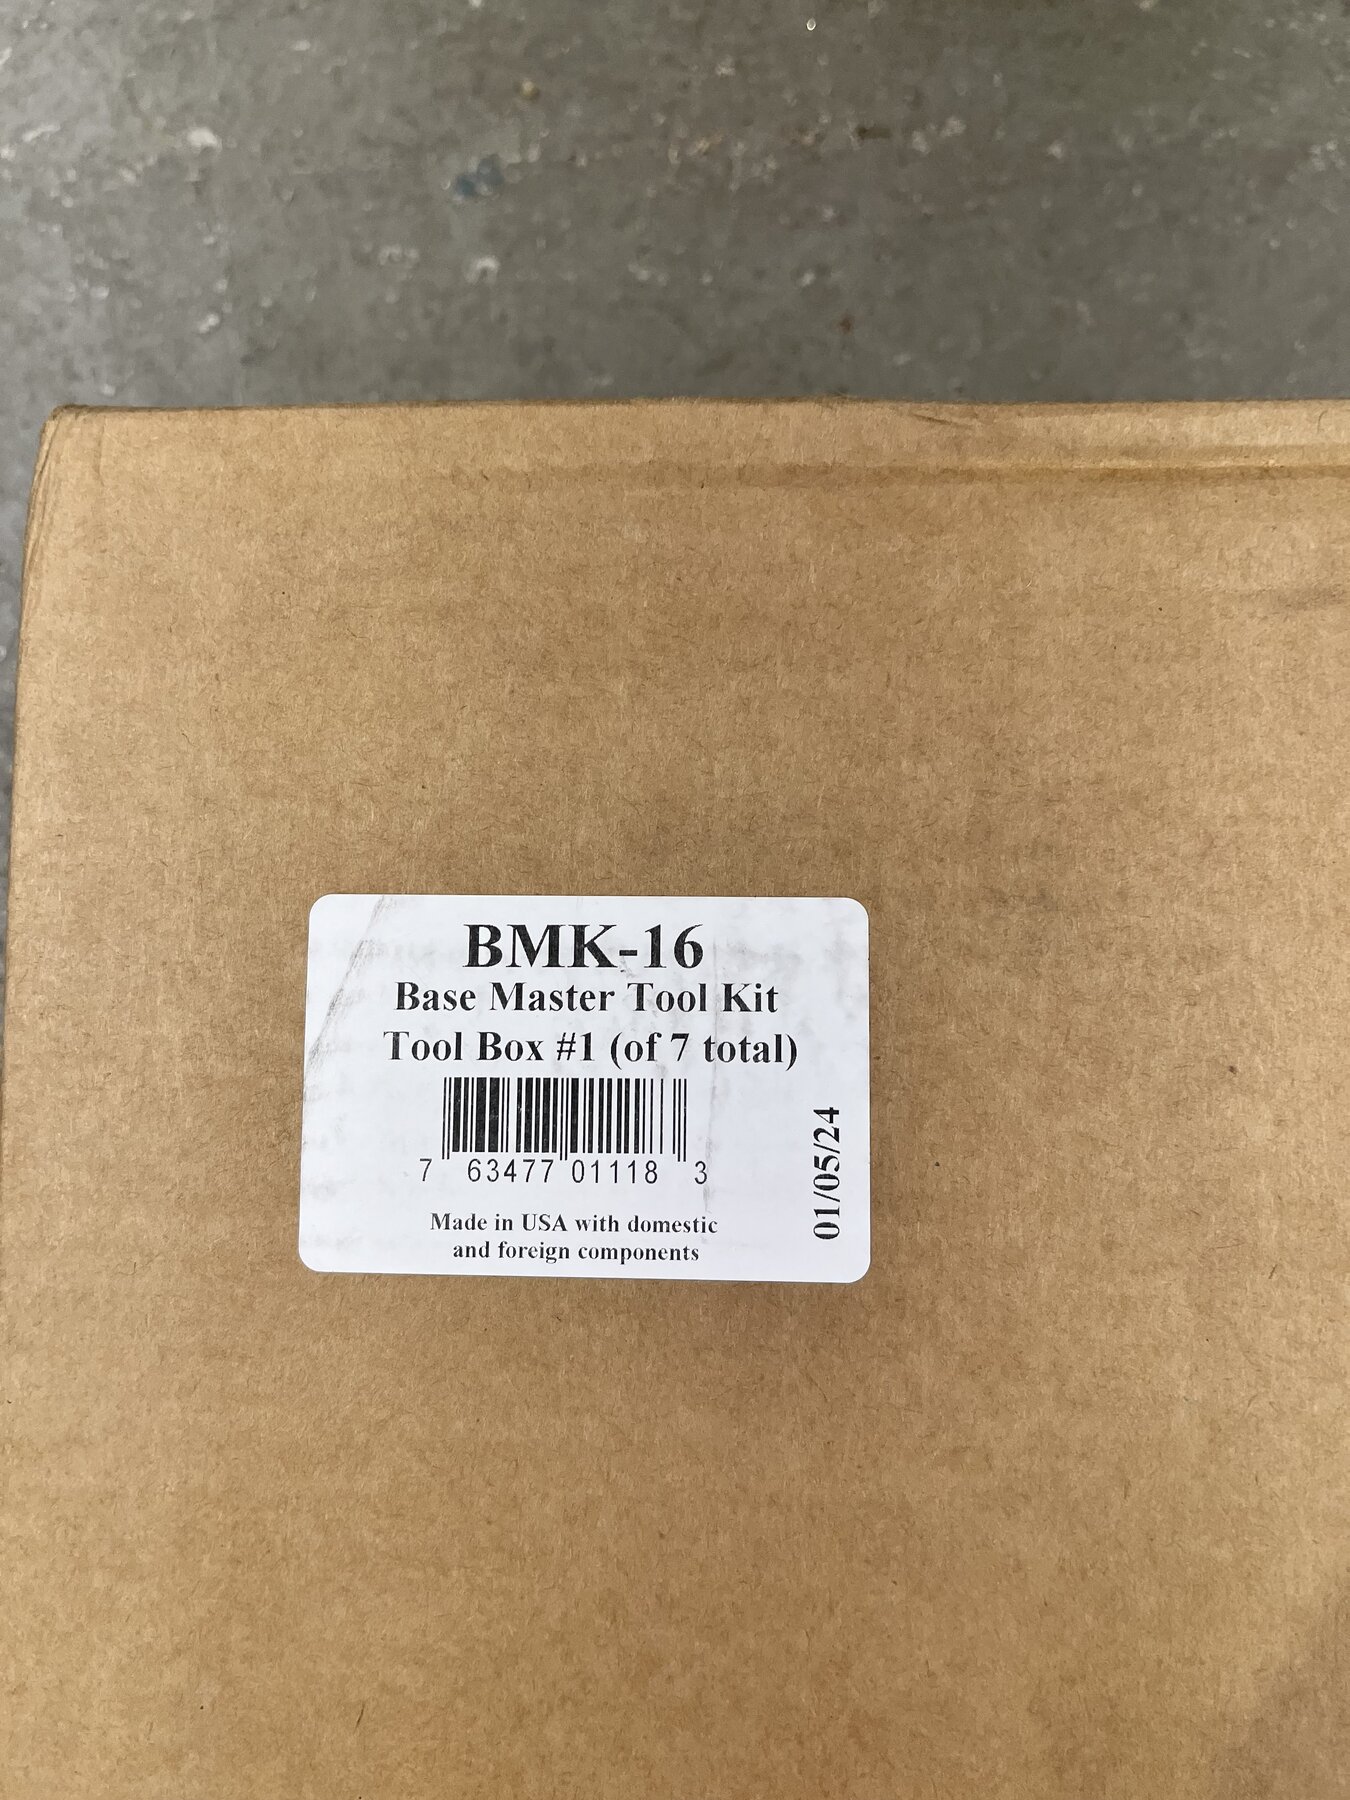 BMK-16
Base Master Tool Kit
Tool Box #1 (of 7 total)
7 63477 01118 3
01/05/24
Made in USA with domestic
and foreign components